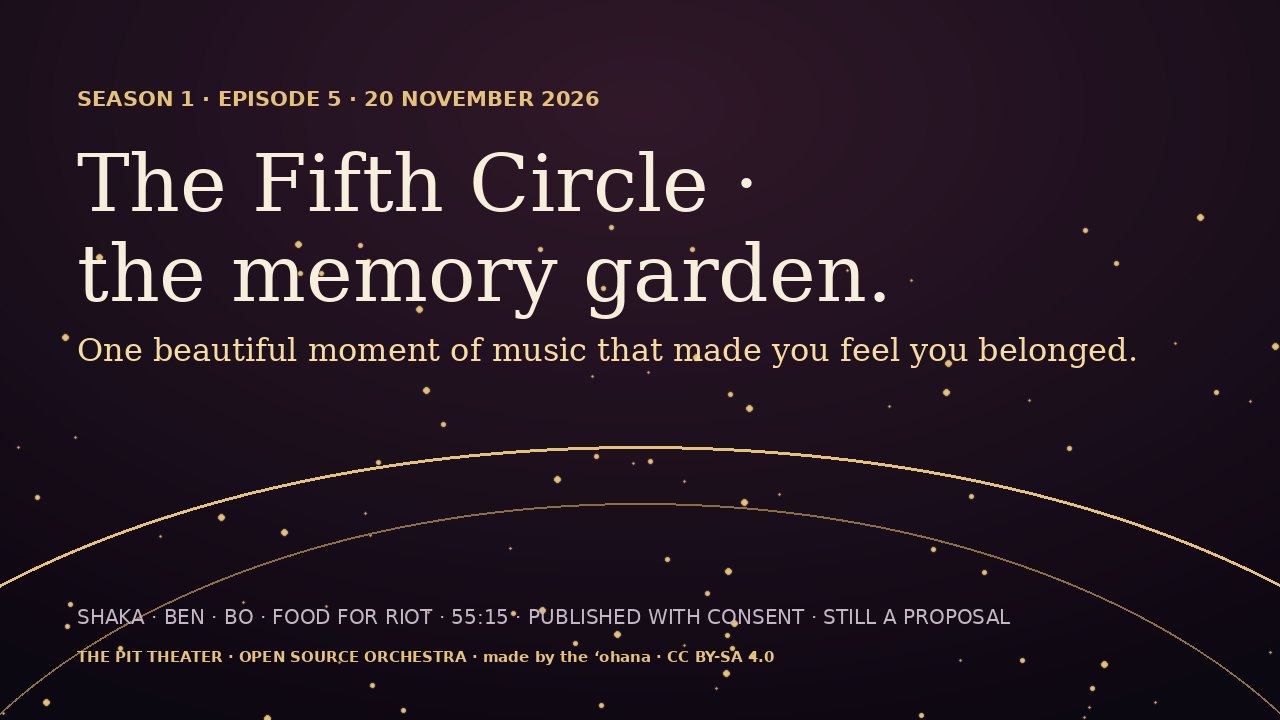 SEASON 1 · EPISODE 5 · 20 NOVEMBER 2026
The Fifth Circle ·
the memory garden.
One beautiful moment of music that made you feel you belonged.
SHAKA · BEN · BO · FOOD FOR RIOT · 55:15 · PUBLISHED WITH CONSENT · STILL A PROPOSAL
THE PIT THEATER · OPEN SOURCE ORCHESTRA · made by the ‘ohana · CC BY-SA 4.0